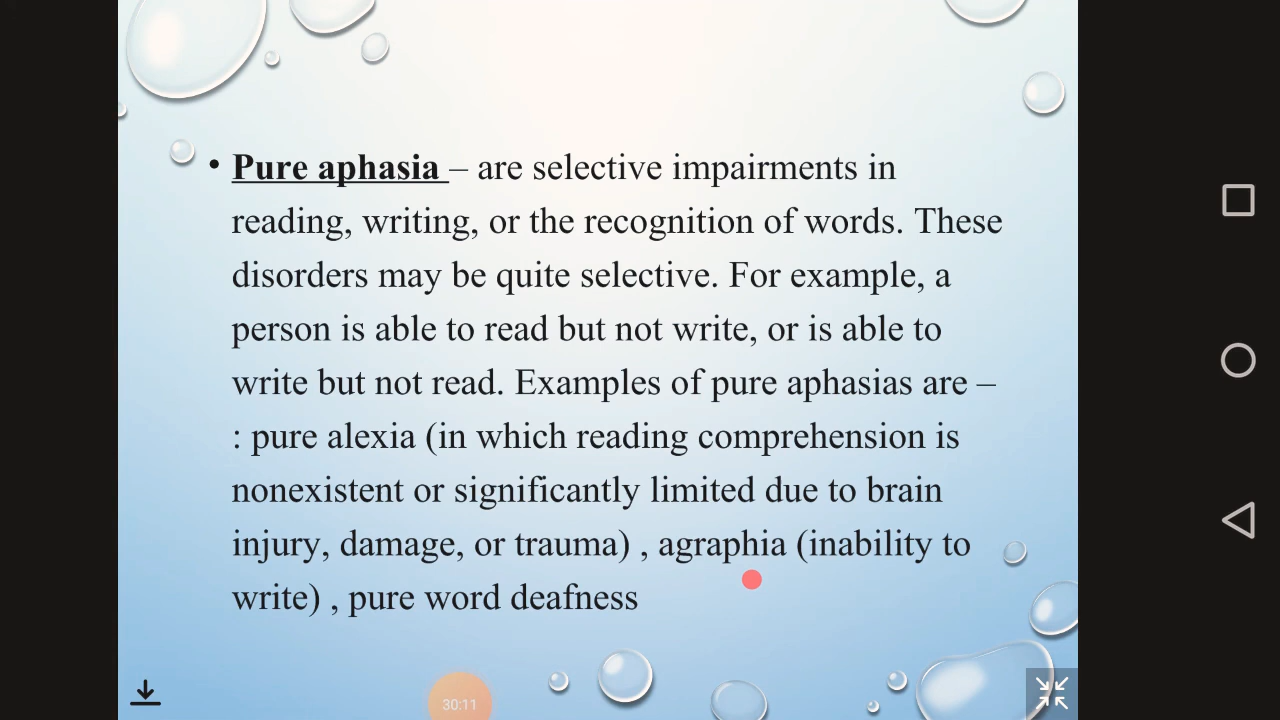 • Pure aphasia – are selective impairments in
reading, writing, or the recognition of words. These
disorders may be quite selective. For example, a
person is able to read but not write, or is able to
write but not read. Examples of pure aphasias are –
: pure alexia (in which reading comprehension is
nonexistent or significantly limited due to brain
injury, damage, or trauma) , agraphia (inability to
write) , pure word deafness
30:11